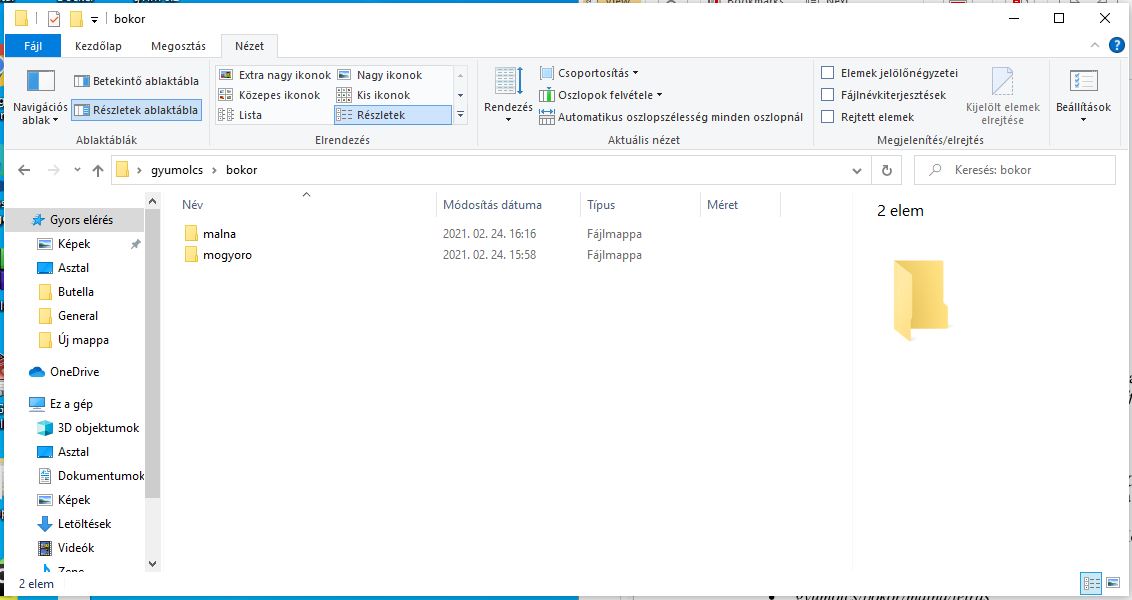 bokor
Fájl Kezdőlap Megosztás Nézet
Navigációs ablak
Betekintő ablaktábla
Részletek ablaktábla
Ablaktáblák
Extra nagy ikonok Nagy ikonok
Közepes ikonok Kis ikonok
Lista Részletek
Elrendezés
Rendezés
Csoportosítás
Oszlopok felvétele
Automatikus oszlopszélesség minden oszlopnál
Aktuális nézet
Elemek jelölőnégyzetei
Fájlnévkiterjesztések
Rejtett elemek
Kijelölt elemek elrejtése
Megjelenítés/elrejtés
Beállítások
gyumolcs › bokor
Keresés: bokor
Gyors elérés
Képek
Asztal
Butella
General
Új mappa
OneDrive
Ez a gép
3D objektumok
Asztal
Dokumentumok
Képek
Letöltések
Videók
Zene
Név Módosítás dátuma Típus Méret
malna 2021. 02. 24. 16:16 Fájlmappa
mogyoro 2021. 02. 24. 15:58 Fájlmappa
2 elem
2 elem